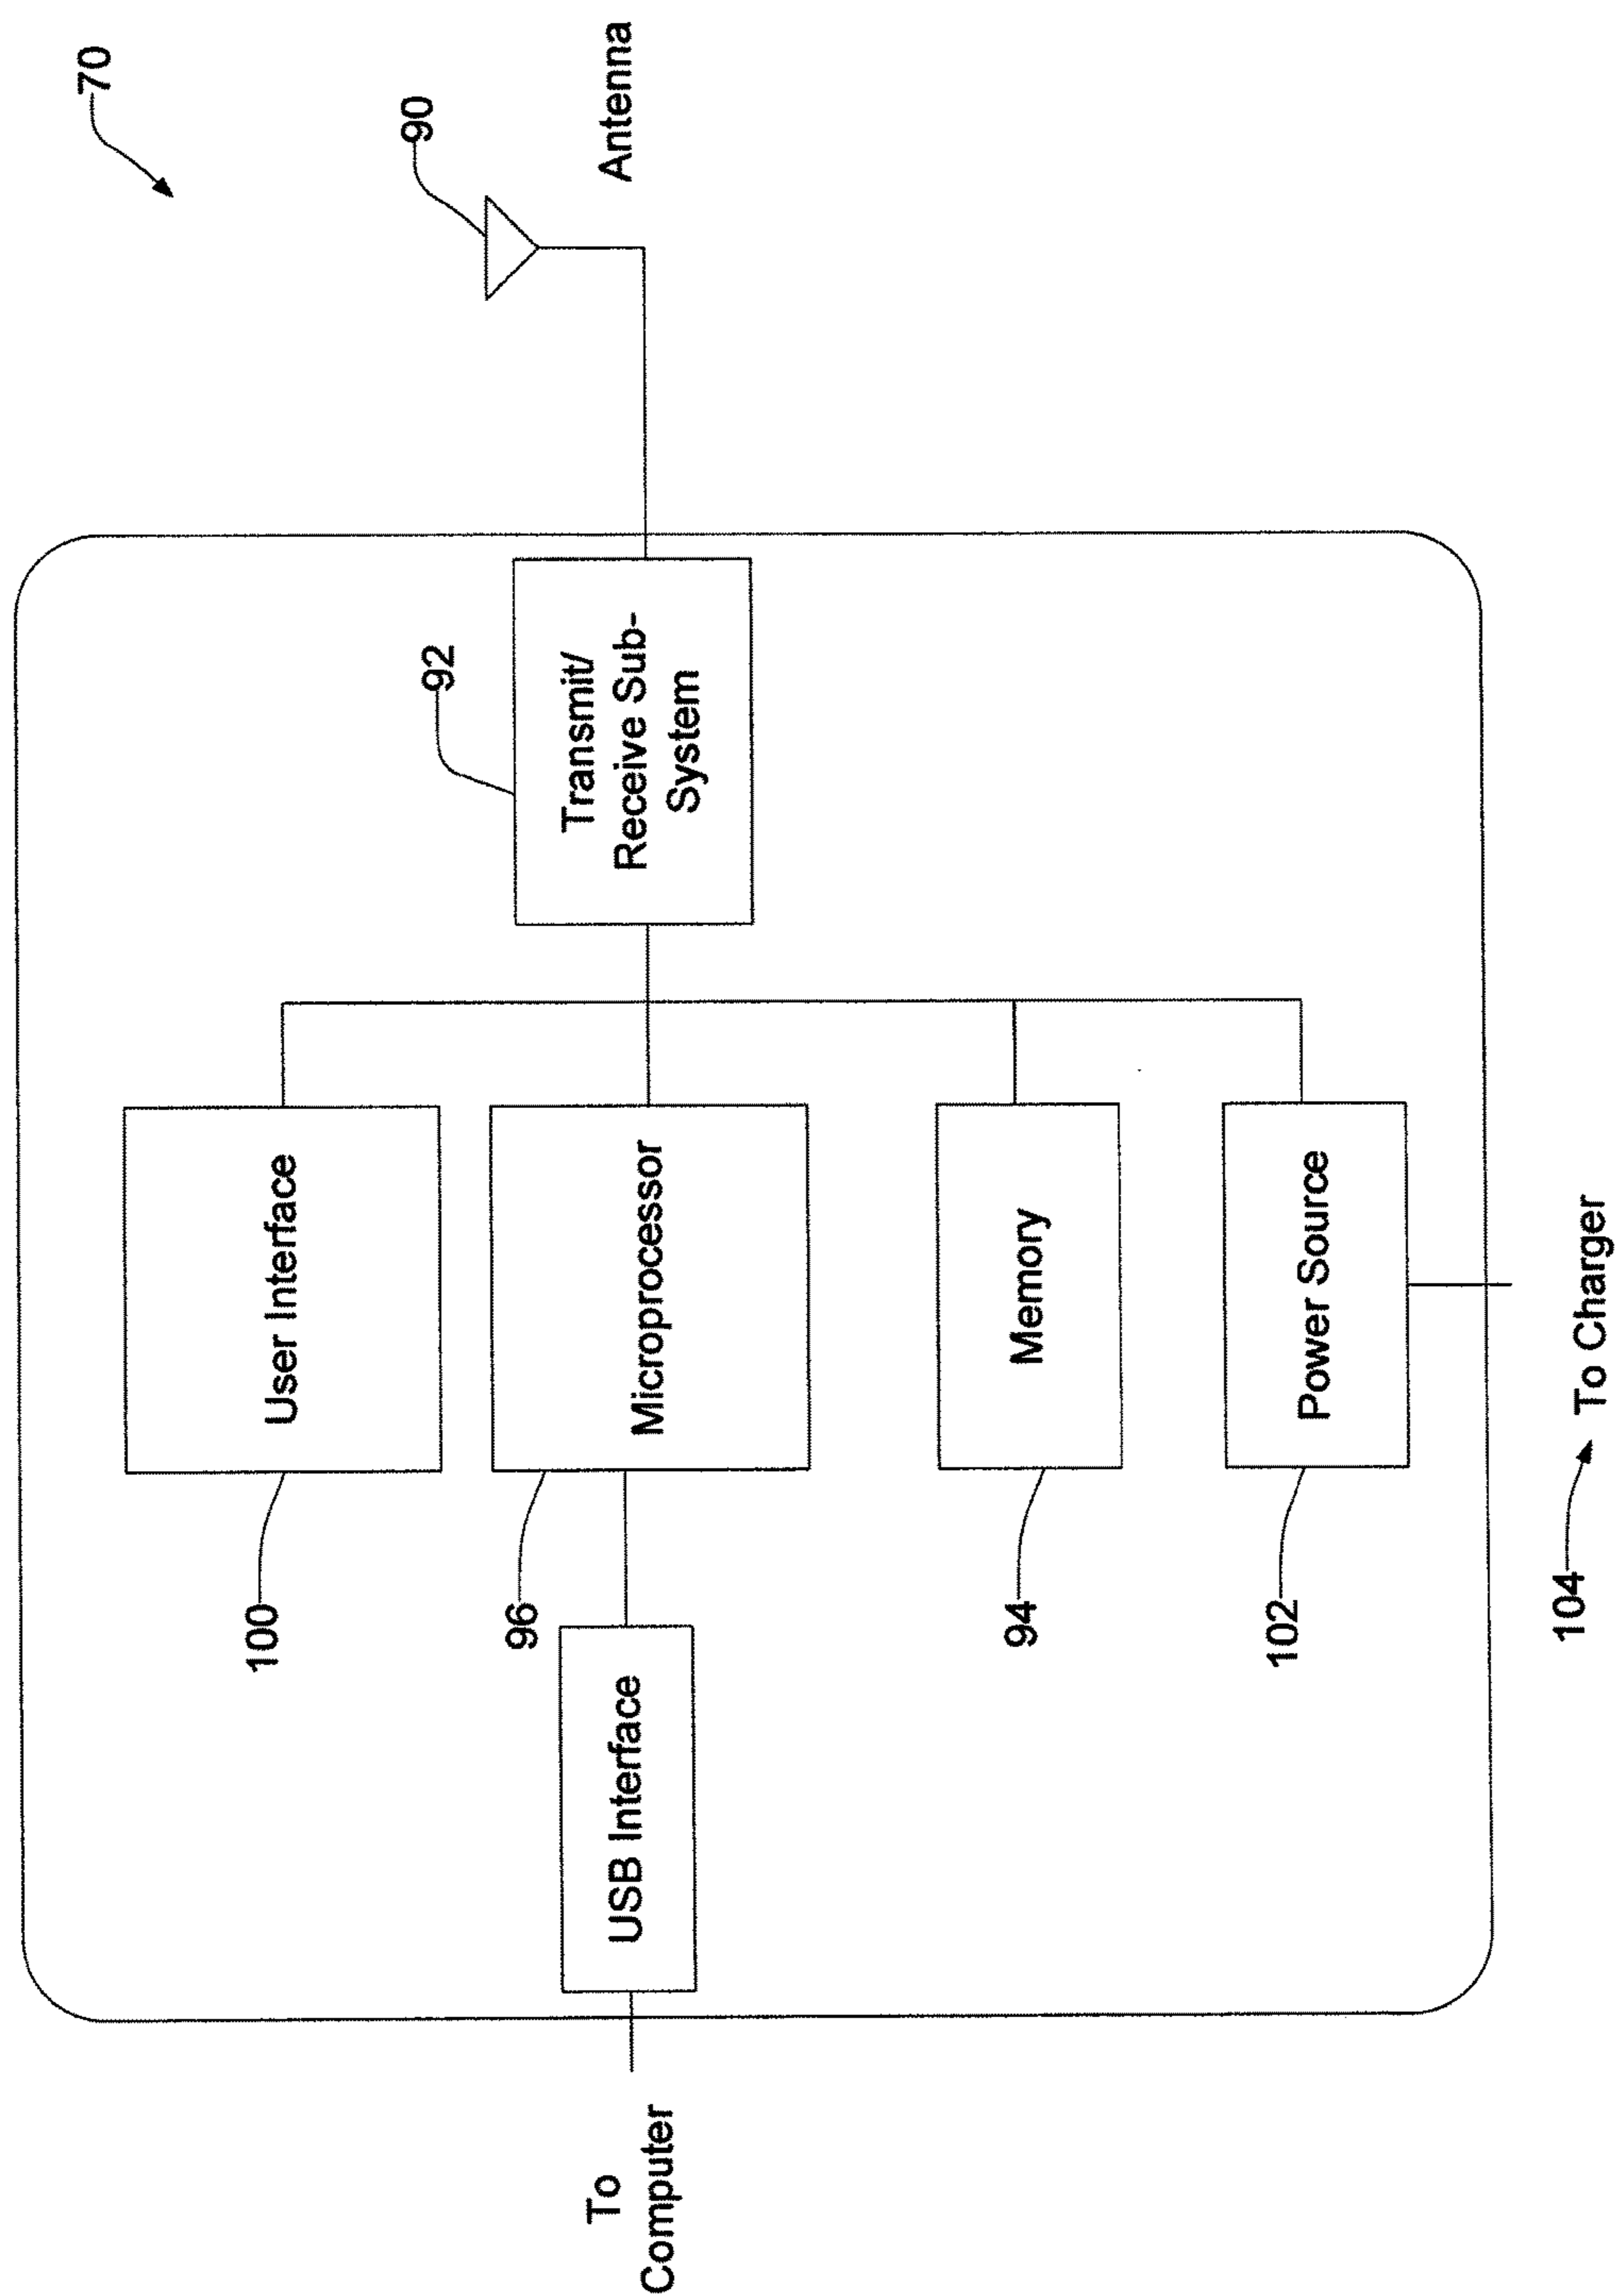 70
90
Antenna
92
Transmit/
Receive Sub-
System
User Interface
Microprocessor
Memory
Power Source
100
96
94
102
USB Interface
To
Computer
104
To Charger